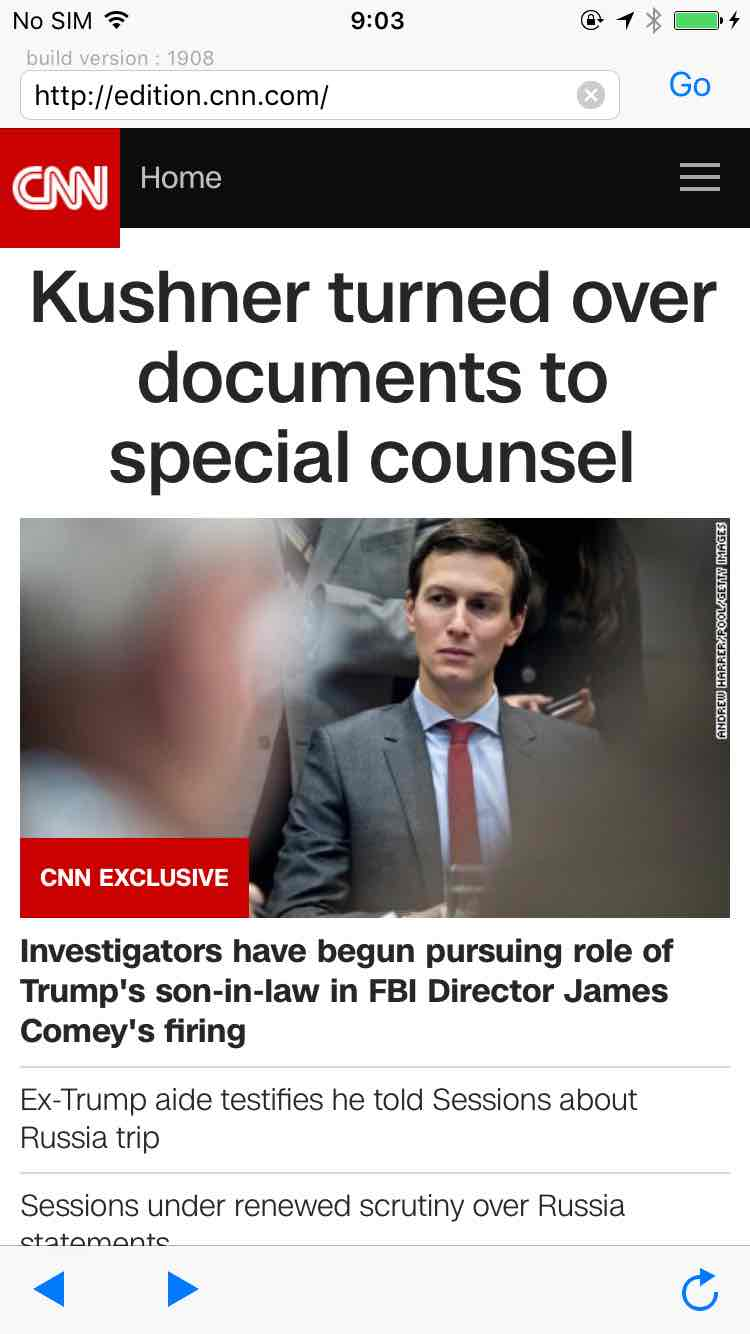 No SIM 9:03
build version : 1908
http://edition.cnn.com/ Go
CNN Home
Kushner turned over
documents to
special counsel
ANDREW HARRER/POOL/GETTY IMAGES
CNN EXCLUSIVE
Investigators have begun pursuing role of
Trump's son-in-law in FBI Director James
Comey's firing
Ex-Trump aide testifies he told Sessions about
Russia trip
Sessions under renewed scrutiny over Russia
statements